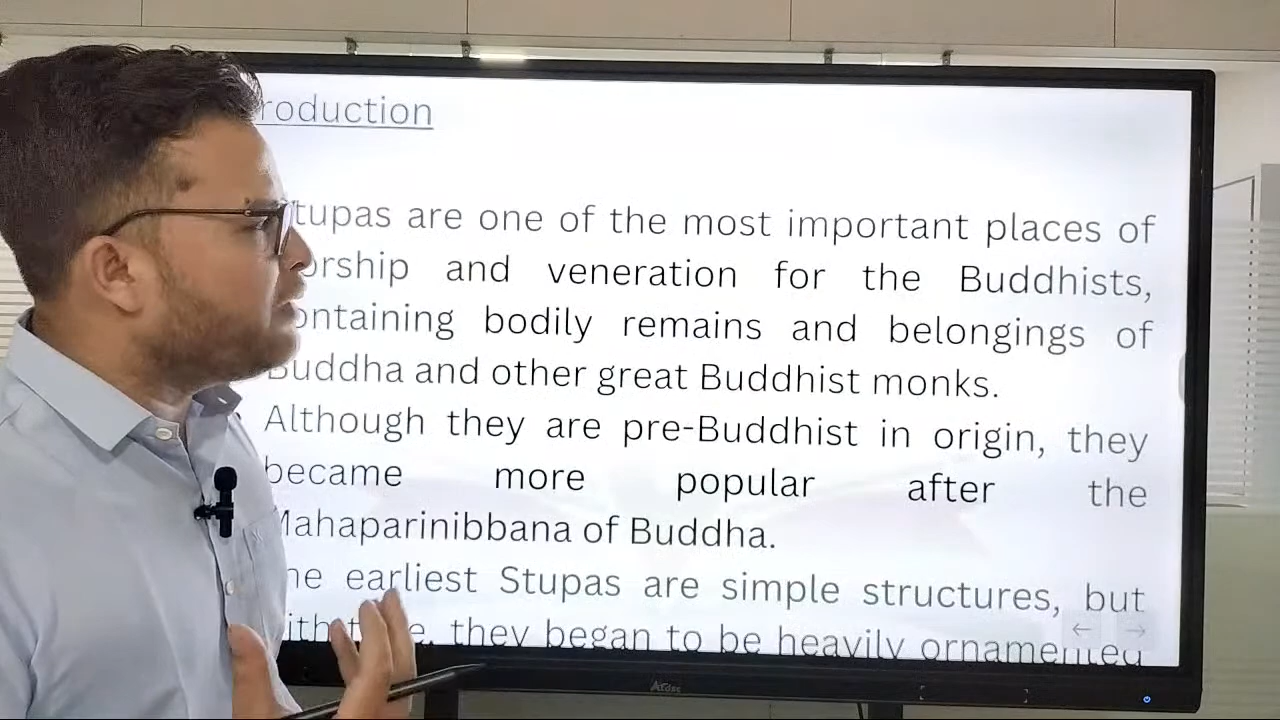 roduction
Stupas are one of the most important places of
orship and veneration for the Buddhists,
ontaining bodily remains and belongings of
Buddha and other great Buddhist monks.
Although they are pre-Buddhist in origin, they
became more popular after the
Mahaparinibbana of Buddha.
he earliest Stupas are simple structures, but
they began to be heavily ornamented